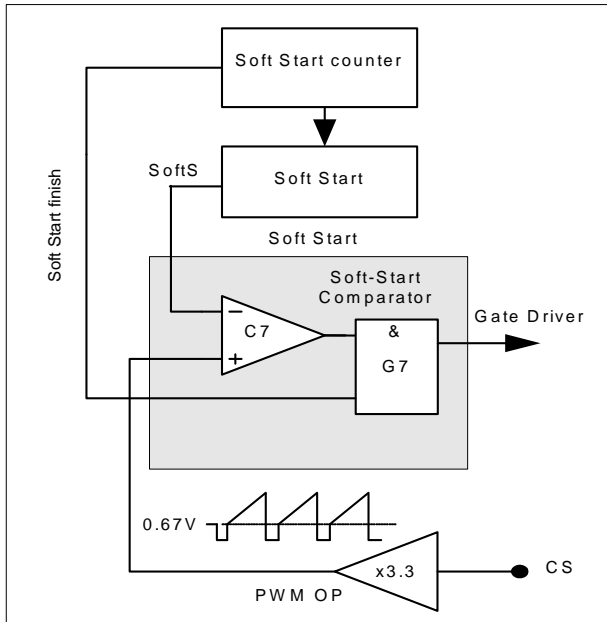 Soft Start counter
SoftS
Soft Start
Soft Start finish
Soft Start
Soft-Start
Comparator
Gate Driver
−
C7
+
&
G7
0.67V
x3.3
CS
PWM OP